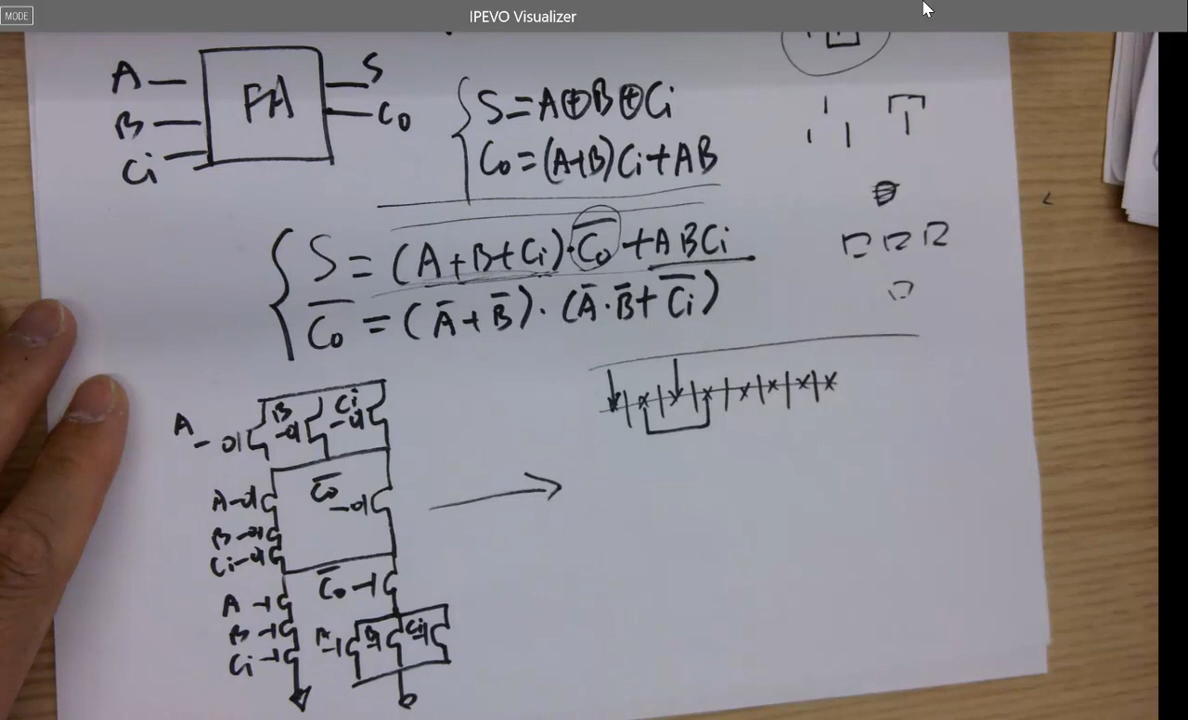 MODE
IPEVO Visualizer
A
B
Ci
FA
S
Co
S=A⊕B⊕Ci
Co=(A+B)Ci+AB
S=(A+B+Ci)·C̅o̅+ABCi
C̅o̅=(A̅+B̅)·(A̅·B̅+C̅i̅)
A
B
Ci
A
B
Ci
C̅o̅
A
B
Ci
C̅o̅
A
B
Ci